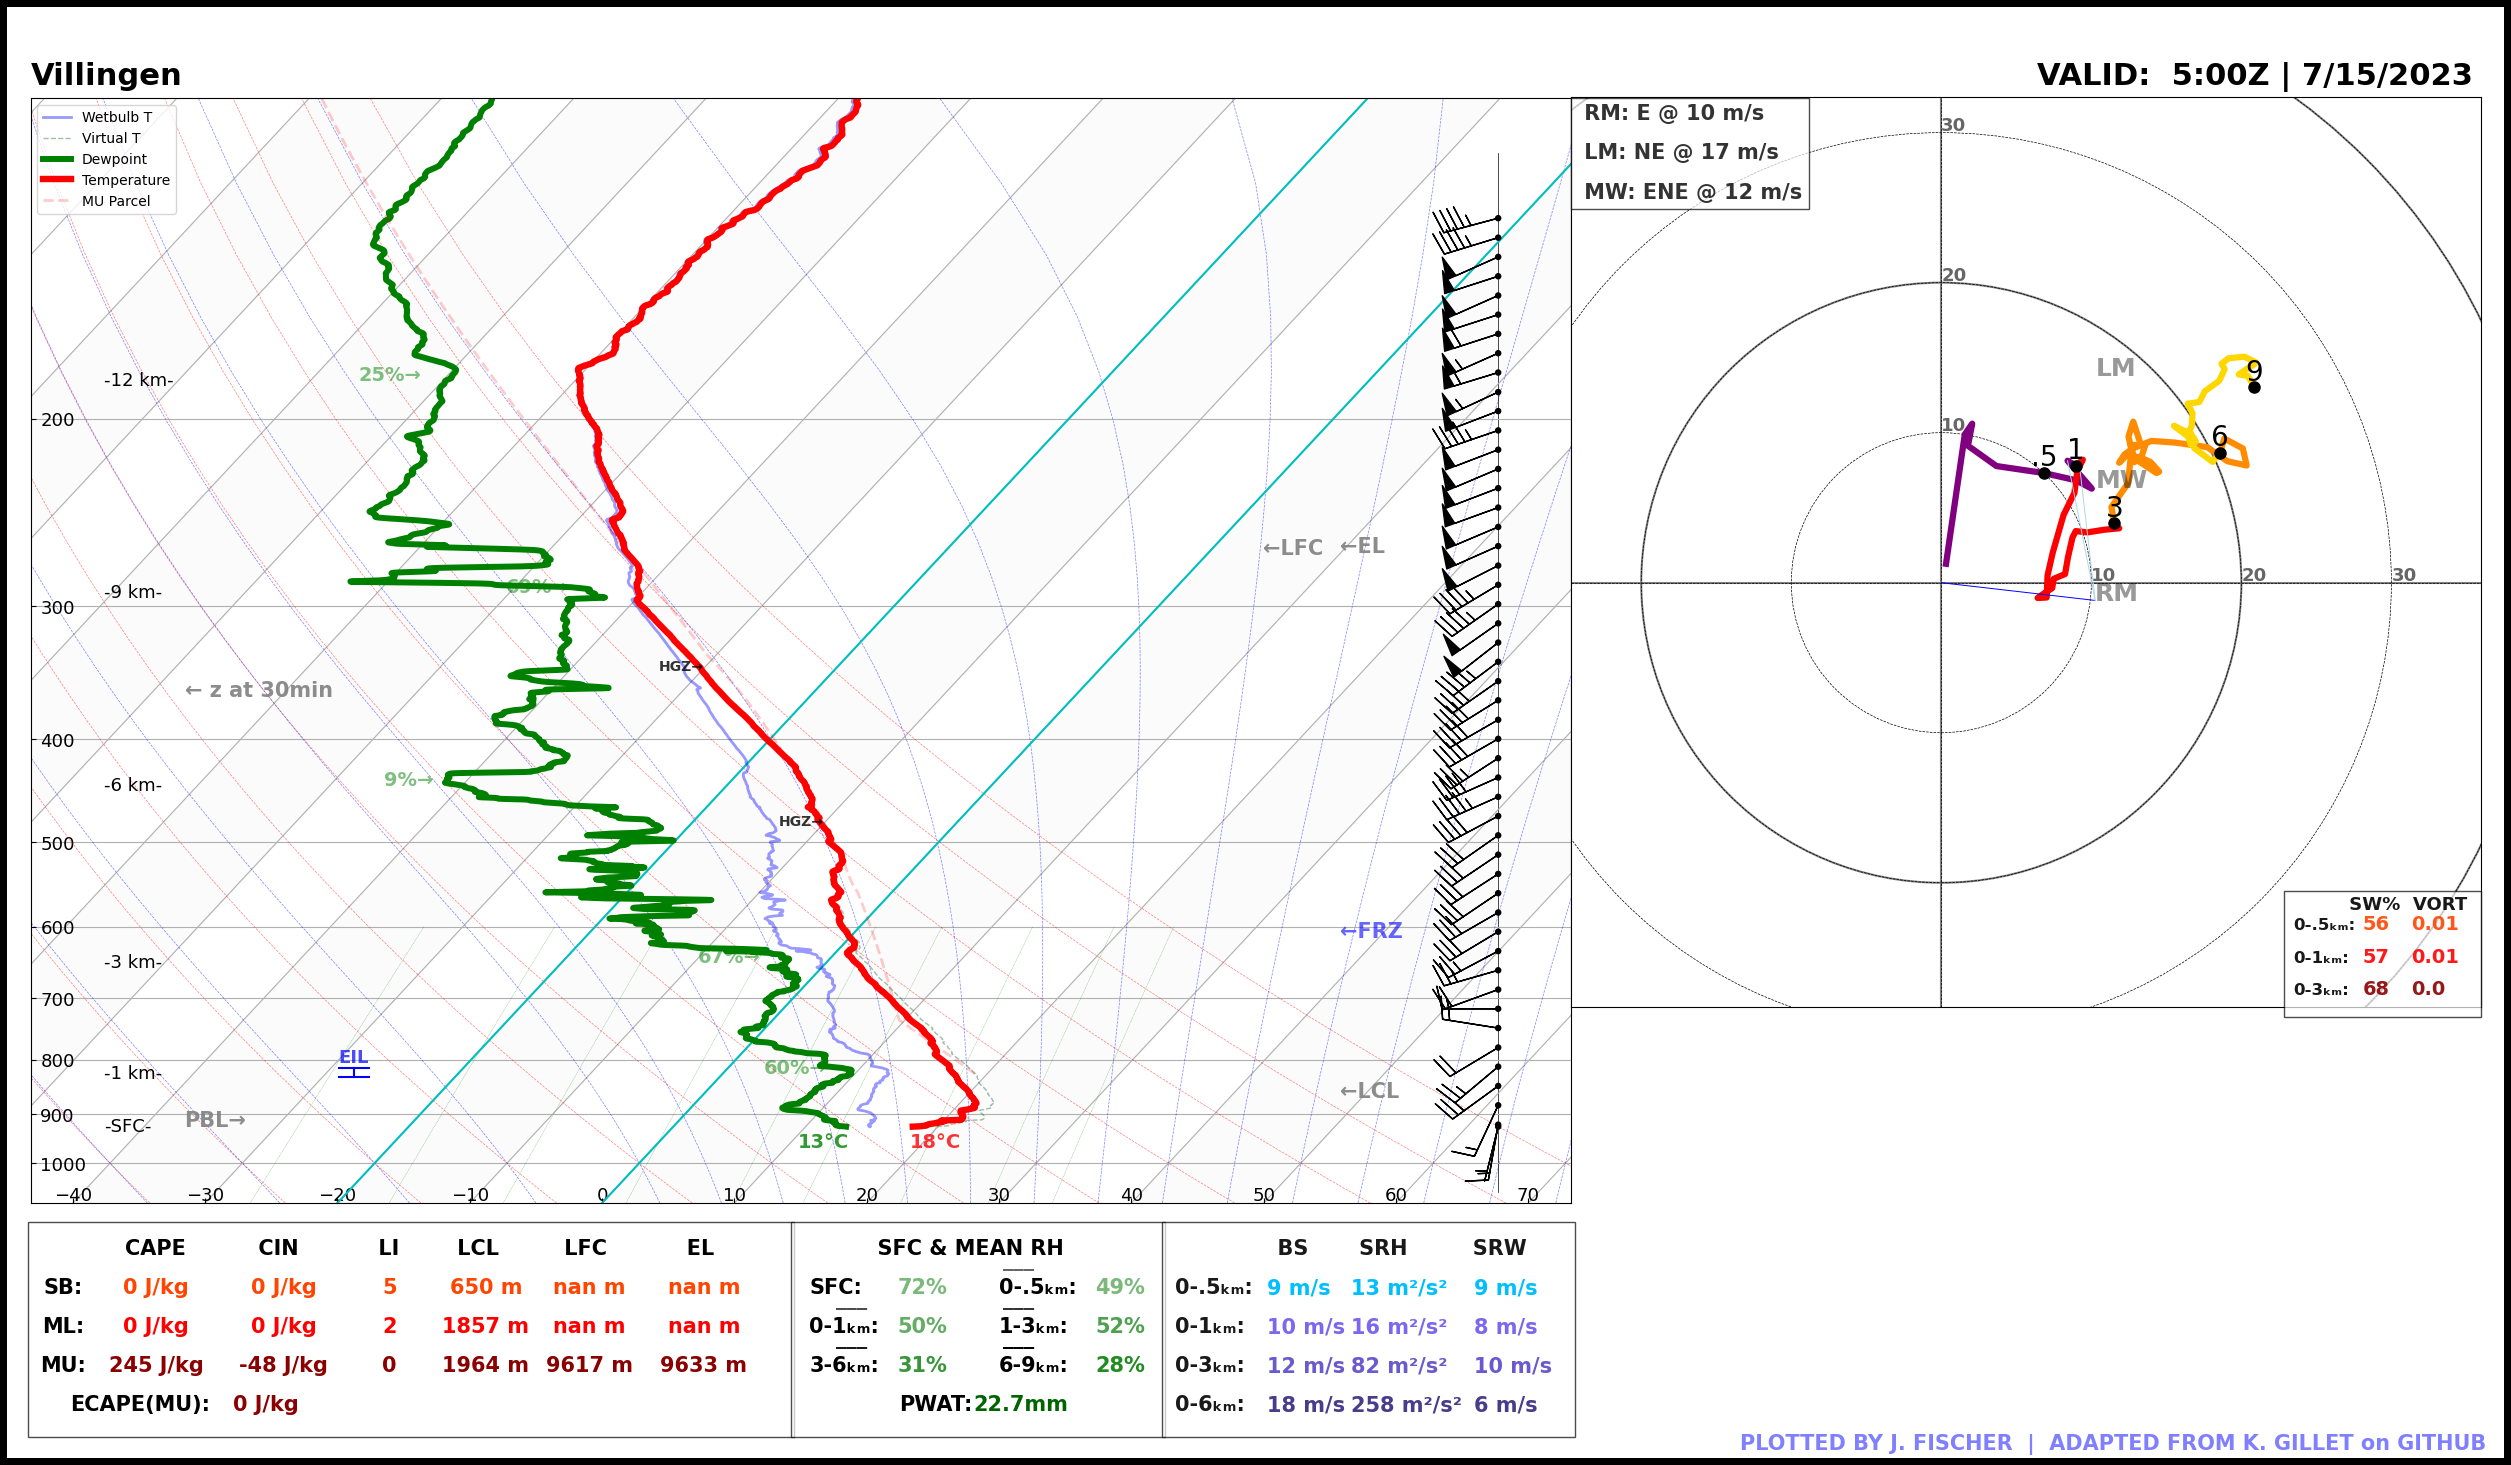 Villingen
VALID:  5:00Z | 7/15/2023
Wetbulb T
Virtual T
Dewpoint
Temperature
MU Parcel
RM: E @ 10 m/s
LM: NE @ 17 m/s
MW: ENE @ 12 m/s
30
20
10
LM
9
6
.5 1
MW
3
10 20 30
RM
25%→
-12 km-
200
←LFC ←EL
69%→
-9 km-
300
HGZ→
← z at 30min
400
9%→
-6 km-
HGZ→
500
600
←FRZ
67%→
-3 km-
700
EIL
800
60%→
-1 km-
←LCL
900
PBL→
-SFC-
13°C 18°C
1000
−40 −30 −20 −10 0 10 20 30 40 50 60 70
SW% VORT
0-.5ₖₘ: 56 0.01
0-1ₖₘ: 57 0.01
0-3ₖₘ: 68 0.0
CAPE CIN LI LCL LFC EL
SB: 0 J/kg 0 J/kg 5 650 m nan m nan m
ML: 0 J/kg 0 J/kg 2 1857 m nan m nan m
MU: 245 J/kg -48 J/kg 0 1964 m 9617 m 9633 m
ECAPE(MU): 0 J/kg
SFC & MEAN RH
SFC: 72% 0-.5ₖₘ: 49%
0-1ₖₘ: 50% 1-3ₖₘ: 52%
3-6ₖₘ: 31% 6-9ₖₘ: 28%
PWAT: 22.7mm
BS SRH SRW
0-.5ₖₘ: 9 m/s 13 m²/s² 9 m/s
0-1ₖₘ: 10 m/s 16 m²/s² 8 m/s
0-3ₖₘ: 12 m/s 82 m²/s² 10 m/s
0-6ₖₘ: 18 m/s 258 m²/s² 6 m/s
PLOTTED BY J. FISCHER  |  ADAPTED FROM K. GILLET on GITHUB